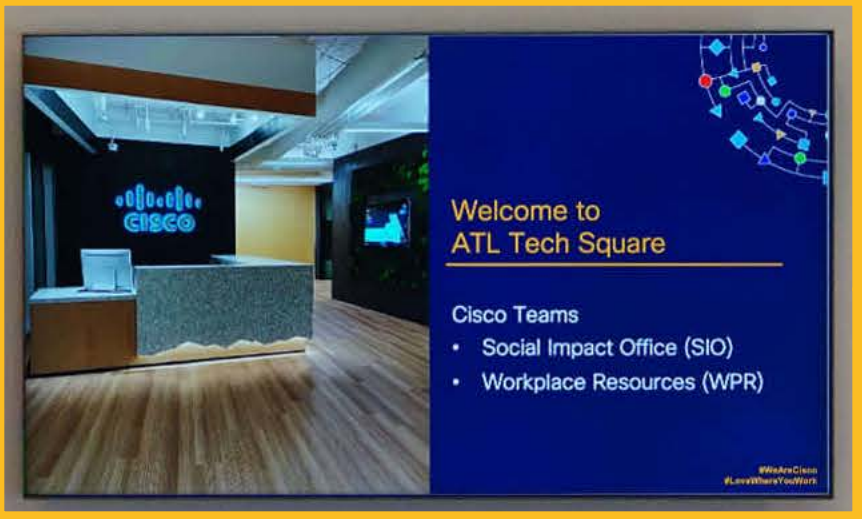 CISCO
Welcome to
ATL Tech Square
Cisco Teams
• Social Impact Office (SIO)
• Workplace Resources (WPR)
#WeAreCisco
#LoveWhereYouWork